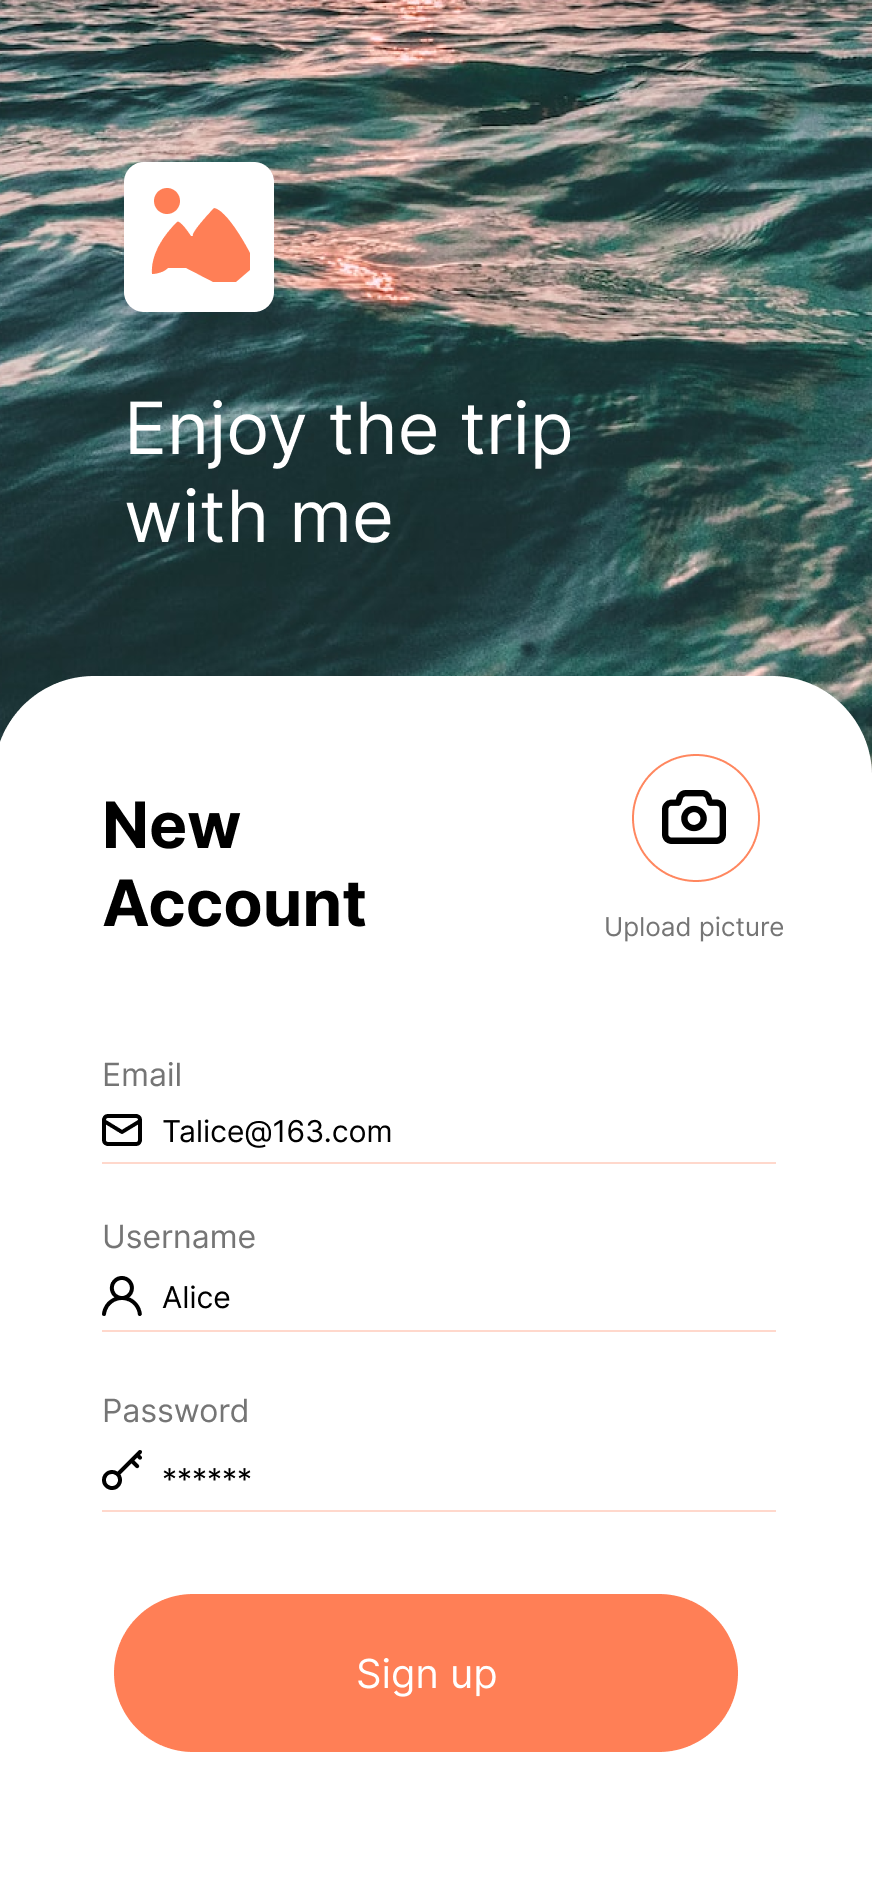 Enjoy the trip
with me
New
Account
Upload picture
Email
Talice@163.com
Username
Alice
Password
******
Sign up